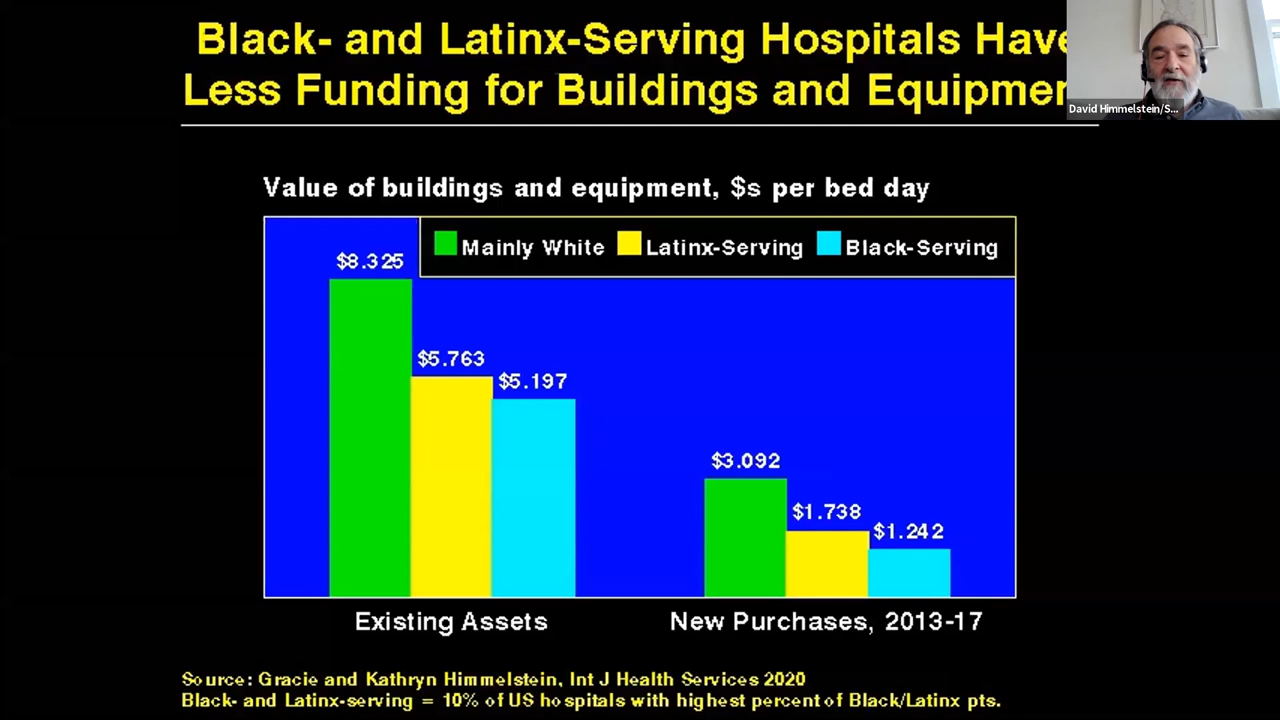 Black- and Latinx-Serving Hospitals Have
Less Funding for Buildings and Equipmen
David Himmelstein/S...
Value of buildings and equipment, $s per bed day
Mainly White Latinx-Serving Black-Serving
$8.325
$5.763
$5.197
$3.092
$1.738
$1.242
Existing Assets New Purchases, 2013-17
Source: Gracie and Kathryn Himmelstein, Int J Health Services 2020
Black- and Latinx-serving = 10% of US hospitals with highest percent of Black/Latinx pts.